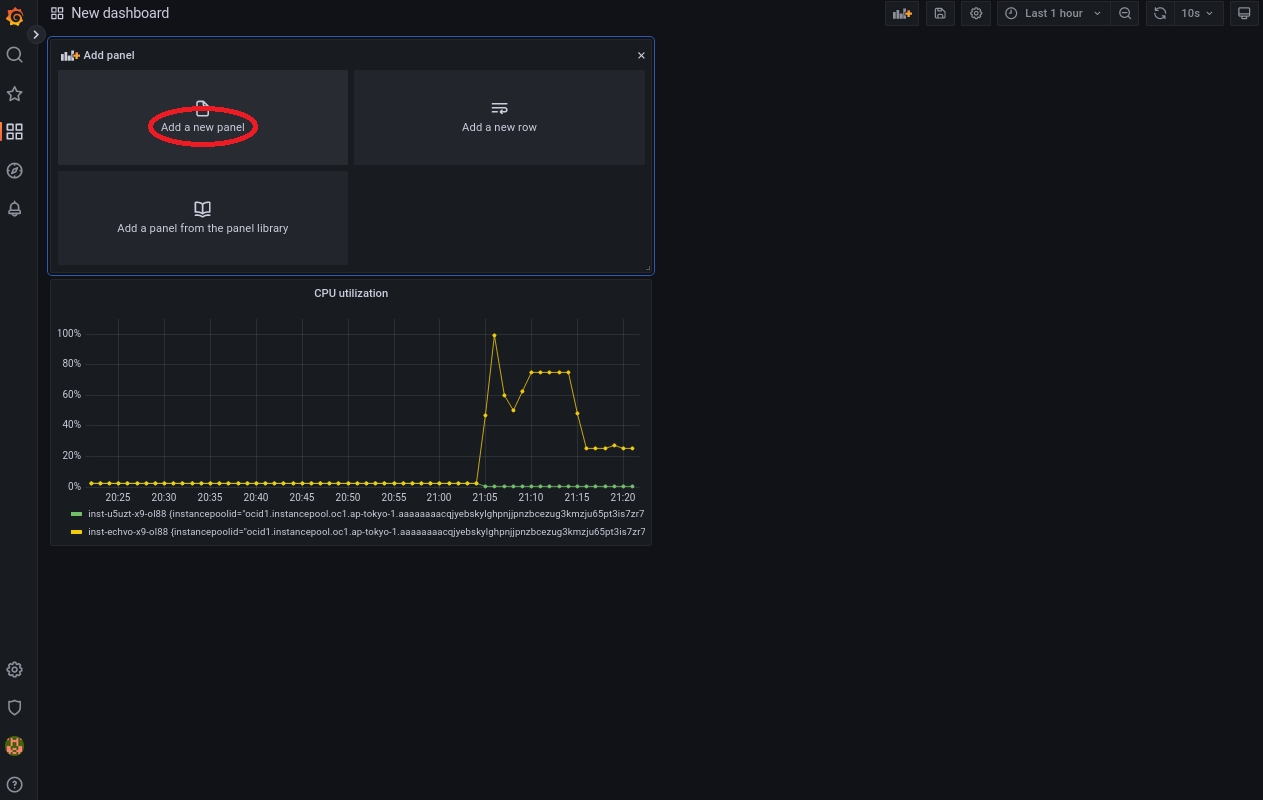 New dashboard
Last 1 hour
10s
Add panel
Add a new panel
Add a new row
Add a panel from the panel library
CPU utilization
100%
80%
60%
40%
20%
0%
20:25 20:30 20:35 20:40 20:45 20:50 20:55 21:00 21:05 21:10 21:15 21:20
inst-u5uzt-x9-ol88 {instancepoolid="ocid1.instancepool.oc1.ap-tokyo-1.aaaaaaaacqjyebskylghpnjjpnzbcezug3kmzju65pt3is7zr7
inst-echvo-x9-ol88 {instancepoolid="ocid1.instancepool.oc1.ap-tokyo-1.aaaaaaaacqjyebskylghpnjjpnzbcezug3kmzju65pt3is7zr7